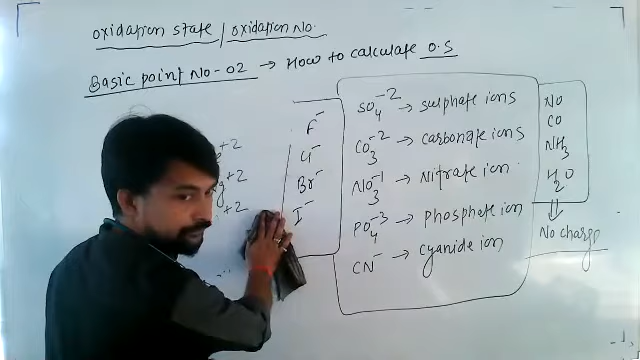 oxidation state/oxidation No.
Basic point No-02 → How to calculate O.S
+2
+2
+2
F⁻
Cl⁻
Br⁻
I⁻
SO₄⁻² → sulphate ions
CO₃⁻² → carbonate ions
NO₃⁻¹ → Nitrate ion
PO₄⁻³ → phosphate ion
CN⁻ → cyanide ion
NO
CO
NH₃
H₂O
⇓
No charge